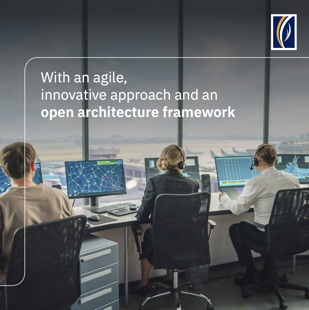 With an agile,
innovative approach and an
open architecture framework